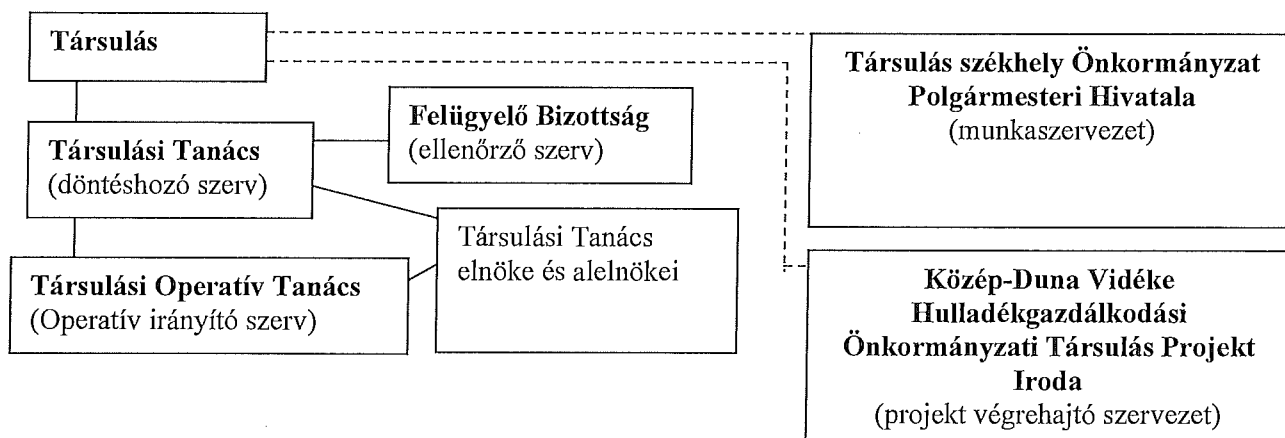 Társulás
Társulás székhely Önkormányzat
Polgármesteri Hivatala
(munkaszervezet)
Felügyelő Bizottság
(ellenőrző szerv)
Társulási Tanács
(döntéshozó szerv)
Társulási Tanács
elnöke és alelnökei
Társulási Operatív Tanács
(Operatív irányító szerv)
Közép-Duna Vidéke
Hulladékgazdálkodási
Önkormányzati Társulás Projekt
Iroda
(projekt végrehajtó szervezet)